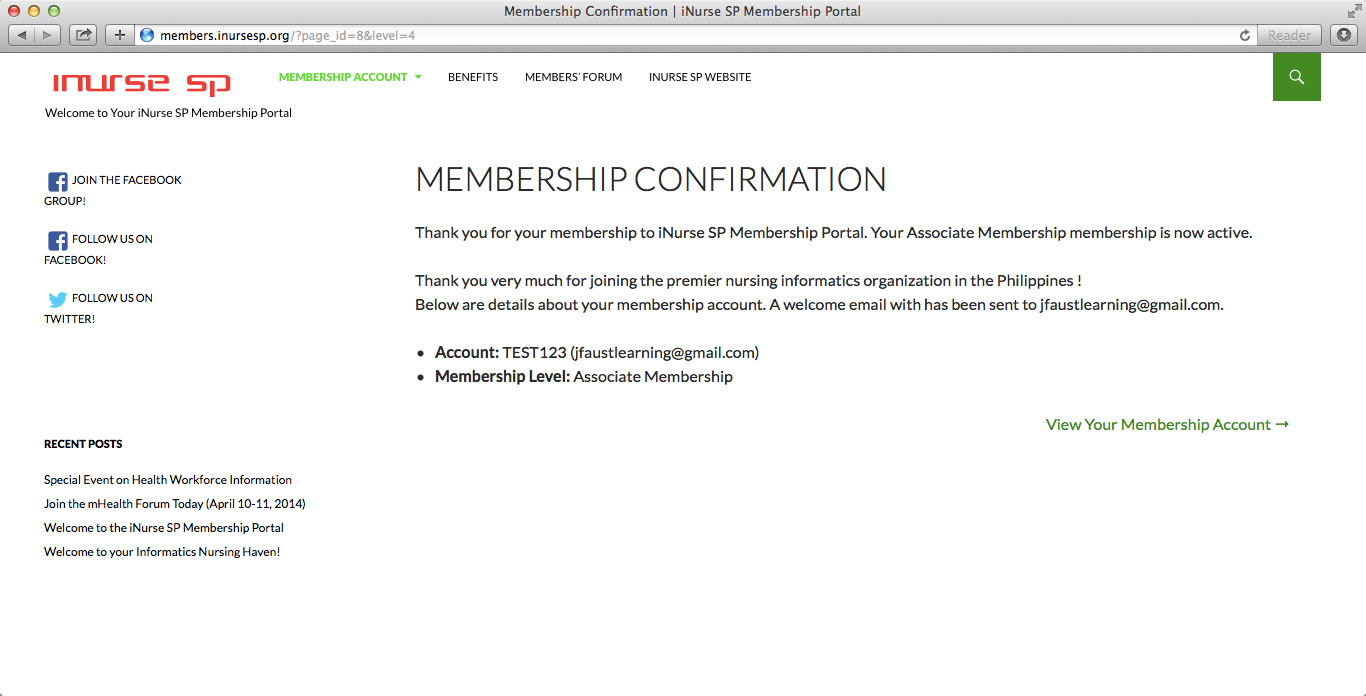 Membership Confirmation | iNurse SP Membership Portal
members.inursesp.org/?page_id=8&level=4
Reader
inurse sp
MEMBERSHIP ACCOUNT
BENEFITS
MEMBERS' FORUM
INURSE SP WEBSITE
Welcome to Your iNurse SP Membership Portal
JOIN THE FACEBOOK
GROUP!
FOLLOW US ON
FACEBOOK!
FOLLOW US ON
TWITTER!
RECENT POSTS
Special Event on Health Workforce Information
Join the mHealth Forum Today (April 10-11, 2014)
Welcome to the iNurse SP Membership Portal
Welcome to your Informatics Nursing Haven!
MEMBERSHIP CONFIRMATION
Thank you for your membership to iNurse SP Membership Portal. Your Associate Membership membership is now active.
Thank you very much for joining the premier nursing informatics organization in the Philippines !
Below are details about your membership account. A welcome email with has been sent to jfaustlearning@gmail.com.
• Account: TEST123 (jfaustlearning@gmail.com)
• Membership Level: Associate Membership
View Your Membership Account →